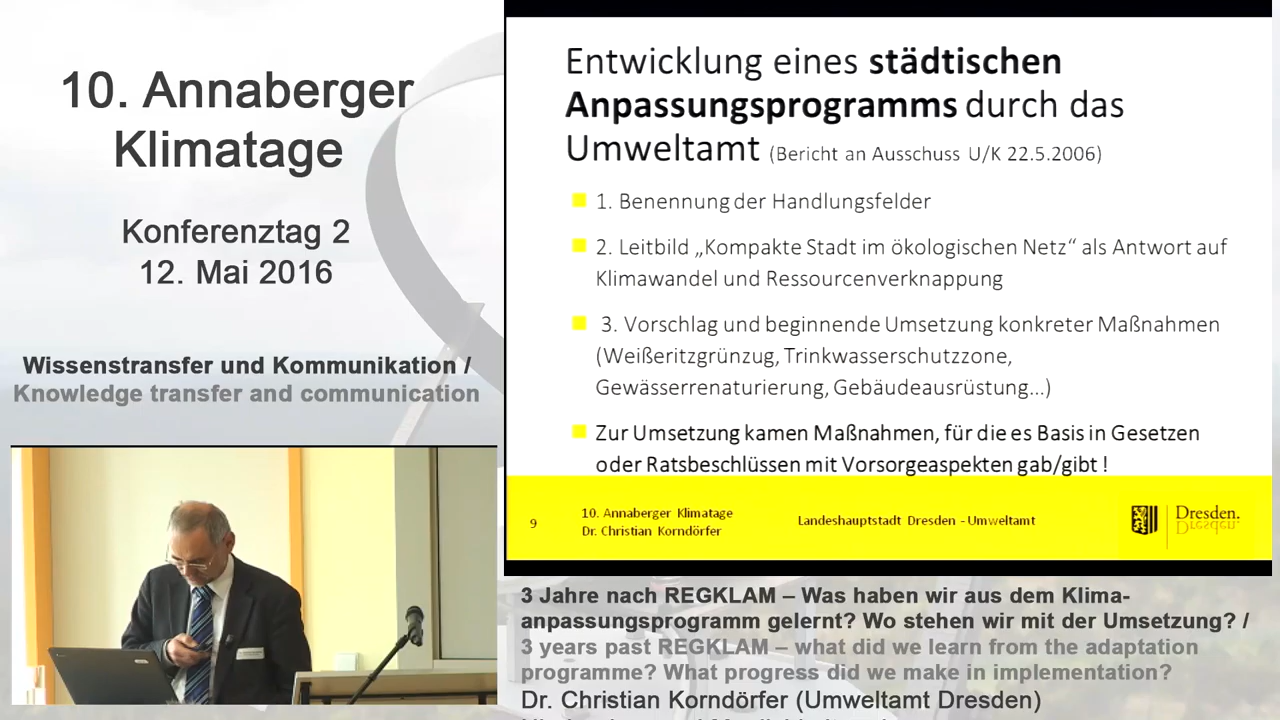 10. Annaberger
Klimatage
Konferenztag 2
12. Mai 2016
Wissenstransfer und Kommunikation /
Knowledge transfer and communication
Entwicklung eines städtischen
Anpassungsprogramms durch das
Umweltamt (Bericht an Ausschuss U/K 22.5.2006)
1. Benennung der Handlungsfelder
2. Leitbild „Kompakte Stadt im ökologischen Netz“ als Antwort auf
Klimawandel und Ressourcenverknappung
3. Vorschlag und beginnende Umsetzung konkreter Maßnahmen
(Weißeritzgrünzug, Trinkwasserschutzzone,
Gewässerrenaturierung, Gebäudeausrüstung...)
Zur Umsetzung kamen Maßnahmen, für die es Basis in Gesetzen
oder Ratsbeschlüssen mit Vorsorgeaspekten gab/gibt !
9
10. Annaberger Klimatage
Dr. Christian Korndörfer
Landeshauptstadt Dresden - Umweltamt
Dresden.
3 Jahre nach REGKLAM – Was haben wir aus dem Klima-
anpassungsprogramm gelernt? Wo stehen wir mit der Umsetzung? /
3 years past REGKLAM – what did we learn from the adaptation
programme? What progress did we make in implementation?
Dr. Christian Korndörfer (Umweltamt Dresden)